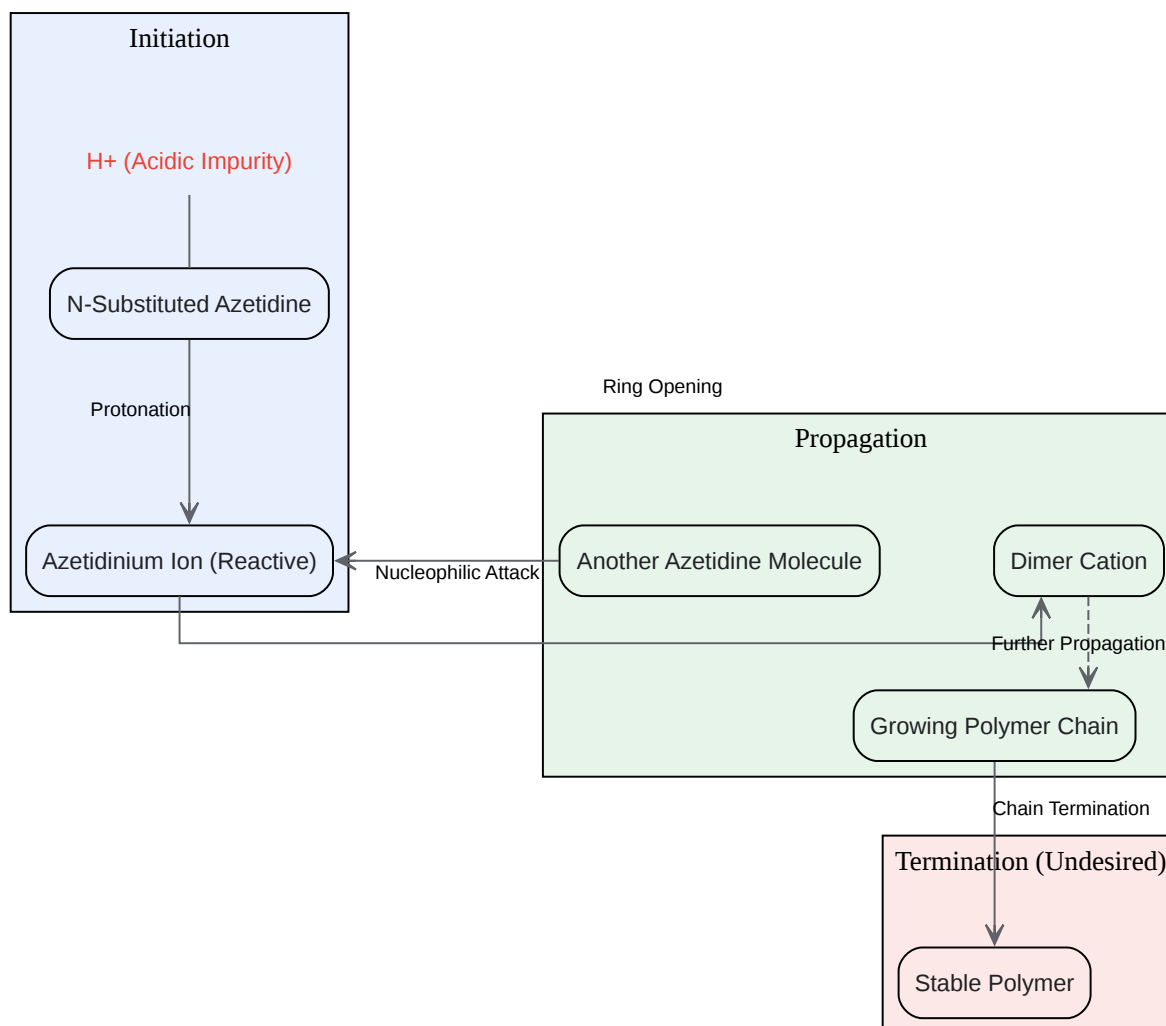 Initiation
H+ (Acidic Impurity)
N-Substituted Azetidine
Protonation
Ring Opening
Propagation
Azetidinium Ion (Reactive)
Nucleophilic Attack
Another Azetidine Molecule
Dimer Cation
Further Propagation
Growing Polymer Chain
Chain Termination
Termination (Undesired)
Stable Polymer